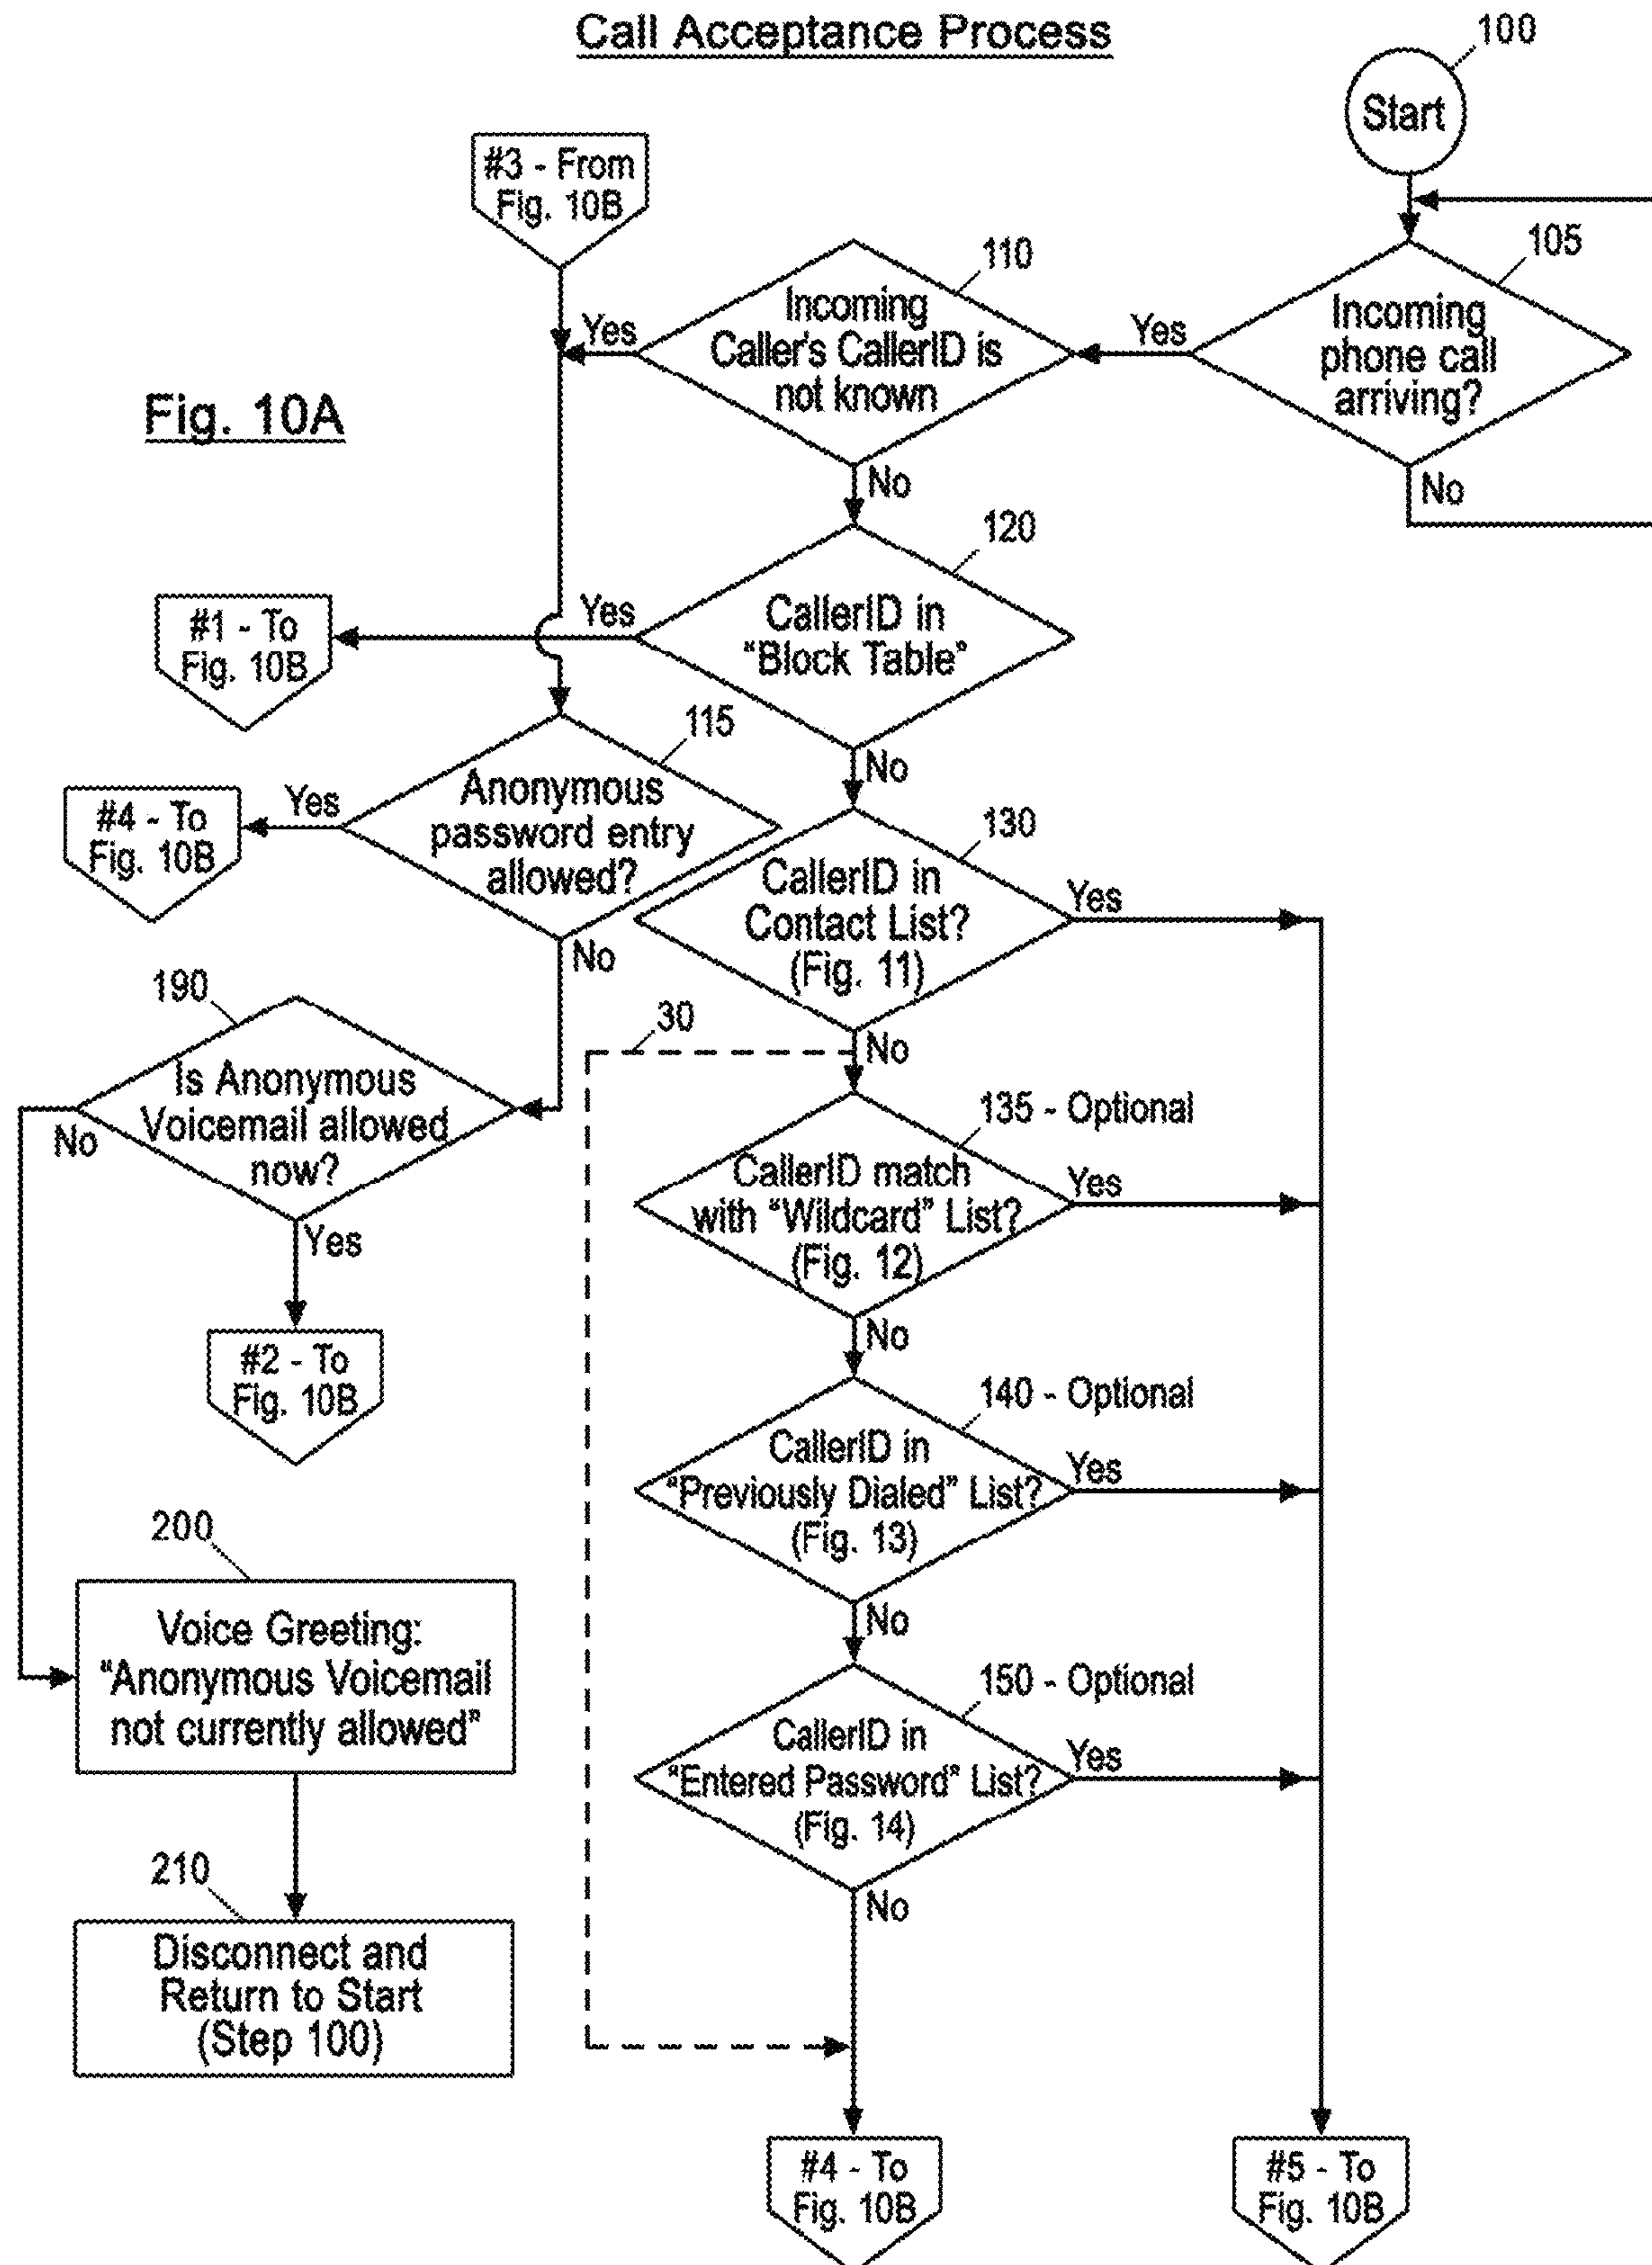 Call Acceptance Process
100
Start
#3 - From
Fig. 10B
110
105
Incoming
Caller's CallerID is
not known
Yes
Yes
Incoming
phone call
arriving?
Fig. 10A
No
No
120
CallerID in
“Block Table”
Yes
#1 - To
Fig. 10B
115
No
Anonymous
password entry
allowed?
Yes
#4 - To
Fig. 10B
130
CallerID in
Contact List?
(Fig. 11)
Yes
No
190
30
No
Is Anonymous
Voicemail allowed
now?
No
135 - Optional
CallerID match
with “Wildcard” List?
(Fig. 12)
Yes
Yes
No
#2 - To
Fig. 10B
140 - Optional
CallerID in
“Previously Dialed” List?
(Fig. 13)
Yes
200
No
Voice Greeting:
“Anonymous Voicemail
not currently allowed”
150 - Optional
CallerID in
“Entered Password” List?
(Fig. 14)
Yes
210
No
Disconnect and
Return to Start
(Step 100)
#4 - To
Fig. 10B
#5 - To
Fig. 10B